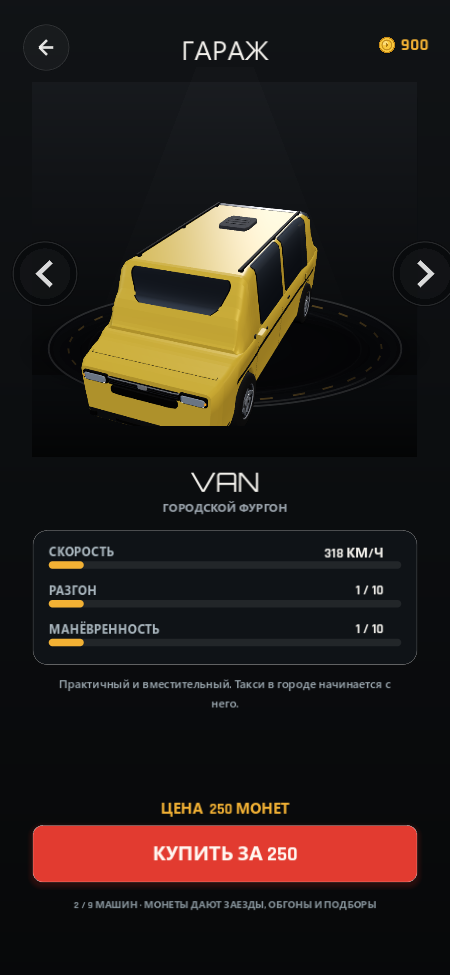 ГАРАЖ
900
VAN
ГОРОДСКОЙ ФУРГОН
СКОРОСТЬ 318 КМ/Ч
РАЗГОН 1 / 10
МАНЁВРЕННОСТЬ 1 / 10
Практичный и вместительный. Такси в городе начинается с
него.
ЦЕНА 250 МОНЕТ
КУПИТЬ ЗА 250
2 / 9 МАШИН · МОНЕТЫ ДАЮТ ЗАЕЗДЫ, ОБГОНЫ И ПОДБОРЫ